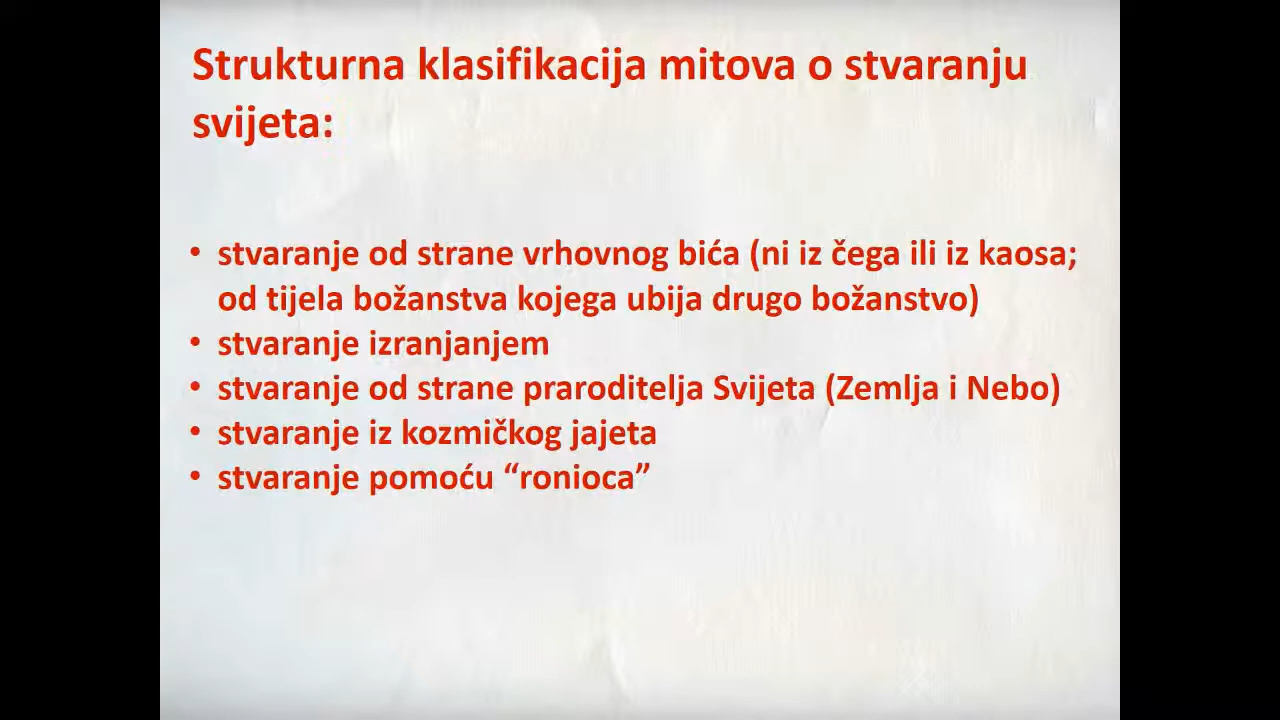 Strukturna klasifikacija mitova o stvaranju
svijeta:
• stvaranje od strane vrhovnog bića (ni iz čega ili iz kaosa;
od tijela božanstva kojega ubija drugo božanstvo)
• stvaranje izranjanjem
• stvaranje od strane praroditelja Svijeta (Zemlja i Nebo)
• stvaranje iz kozmičkog jajeta
• stvaranje pomoću “ronioca”